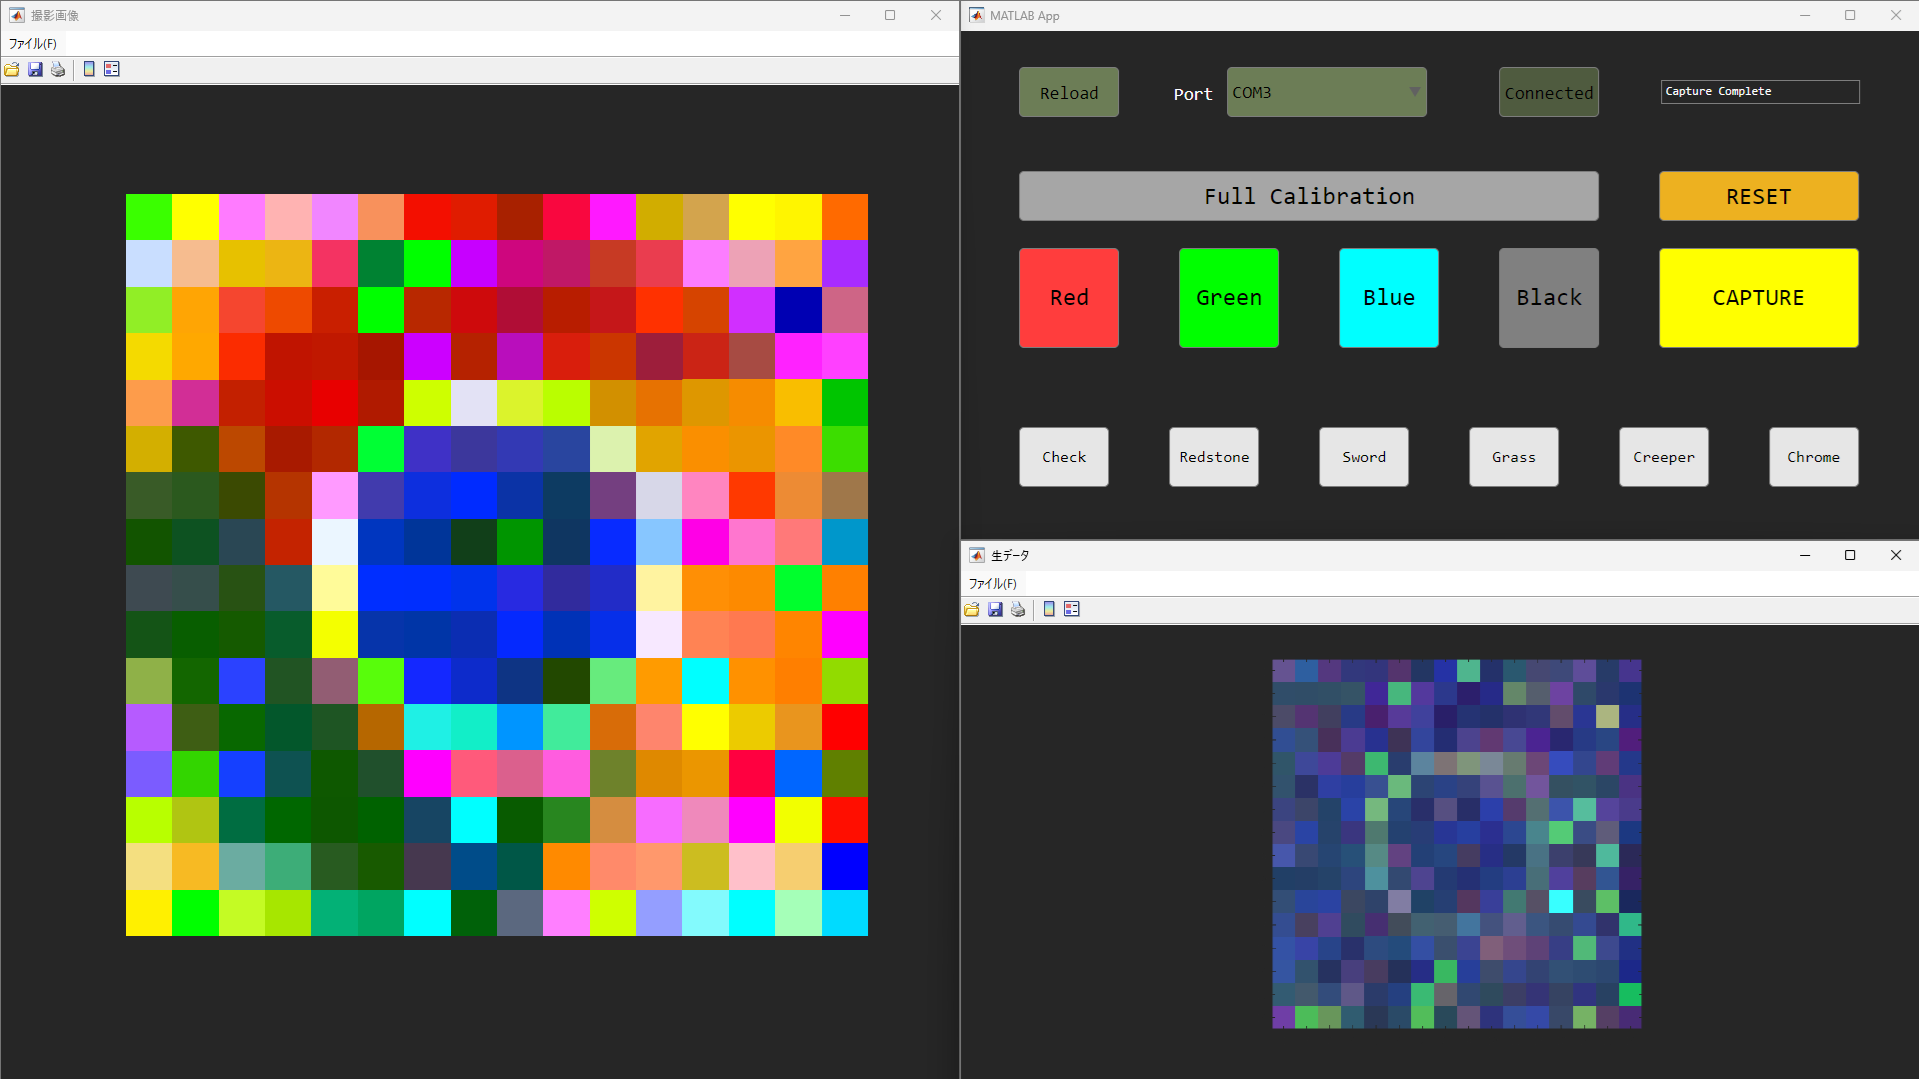 撮影画像
ファイル(F)
MATLAB App
Reload
Port
COM3
Connected
Capture Complete
Full Calibration
RESET
Red
Green
Blue
Black
CAPTURE
Check
Redstone
Sword
Grass
Creeper
Chrome
生データ
ファイル(F)